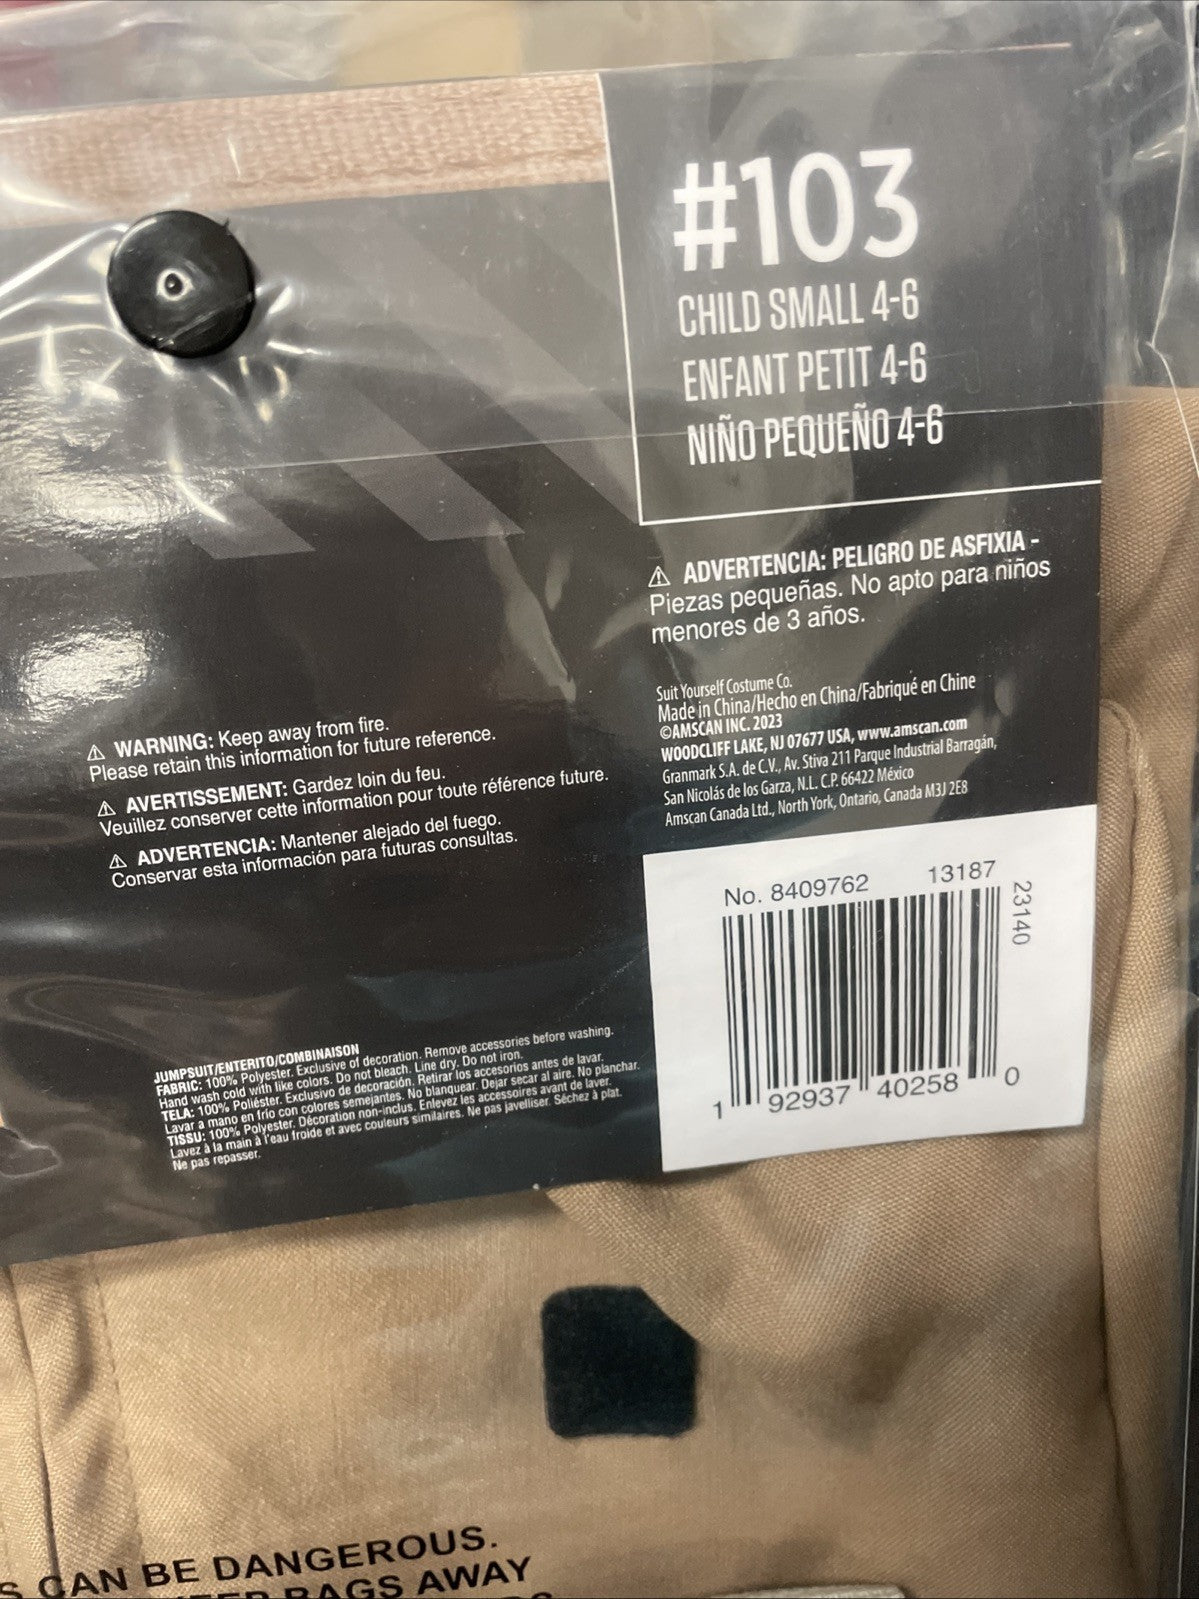 #103
CHILD SMALL 4-6
ENFANT PETIT 4-6
NIÑO PEQUEÑO 4-6
⚠ ADVERTENCIA: PELIGRO DE ASFIXIA -
Piezas pequeñas. No apto para niños
menores de 3 años.
Suit Yourself Costume Co.
Made in China/Hecho en China/Fabriqué en Chine
©AMSCAN INC. 2023
WOODCLIFF LAKE, NJ 07677 USA, www.amscan.com
Granmark S.A. de C.V., Av. Stiva 211 Parque Industrial Barragán,
San Nicolás de los Garza, N.L. C.P. 66422 México
Amscan Canada Ltd., North York, Ontario, Canada M3J 2E8
⚠ WARNING: Keep away from fire.
Please retain this information for future reference.
⚠ AVERTISSEMENT: Gardez loin du feu.
Veuillez conserver cette information pour toute référence future.
⚠ ADVERTENCIA: Mantener alejado del fuego.
Conservar esta información para futuras consultas.
No. 8409762 13187
23140
1 92937 40258 0
JUMPSUIT/ENTERITO/COMBINAISON
FABRIC: 100% Polyester. Exclusive of decoration. Remove accessories before washing.
Hand wash cold with like colors. Do not bleach. Line dry. Do not iron.
TELA: 100% Poliéster. Exclusivo de decoración. Retirar los accesorios antes de lavar.
Lavar a mano en frío con colores semejantes. No blanquear. Dejar secar al aire. No planchar.
TISSU: 100% Polyester. Décoration non-inclus. Enlevez les accessoires avant de laver.
Lavez à la main à l'eau froide et avec couleurs similaires. Ne pas javelliser. Séchez à plat.
Ne pas repasser.
S CAN BE DANGEROUS.
BAGS AWAY